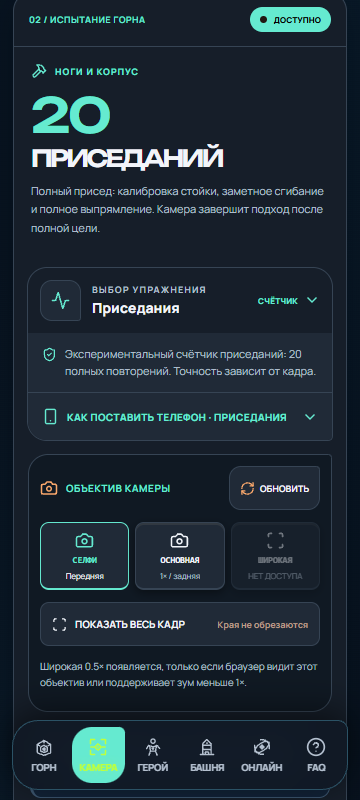 02 / ИСПЫТАНИЕ ГОРНА
ДОСТУПНО
НОГИ И КОРПУС
20
ПРИСЕДАНИЙ
Полный присед: калибровка стойки, заметное сгибание
и полное выпрямление. Камера завершит подход после
полной цели.
ВЫБОР УПРАЖНЕНИЯ
Приседания
СЧЁТЧИК
Экспериментальный счётчик приседаний: 20
полных повторений. Точность зависит от кадра.
КАК ПОСТАВИТЬ ТЕЛЕФОН · ПРИСЕДАНИЯ
ОБЪЕКТИВ КАМЕРЫ
ОБНОВИТЬ
СЕЛФИ
Передняя
ОСНОВНАЯ
1× / задняя
ШИРОКАЯ
НЕТ ДОСТУПА
ПОКАЗАТЬ ВЕСЬ КАДР
Края не обрезаются
Широкая 0.5× появляется, только если браузер видит этот
объектив или поддерживает зум меньше 1×.
ГОРН
КАМЕРА
ГЕРОЙ
БАШНЯ
ОНЛАЙН
FAQ